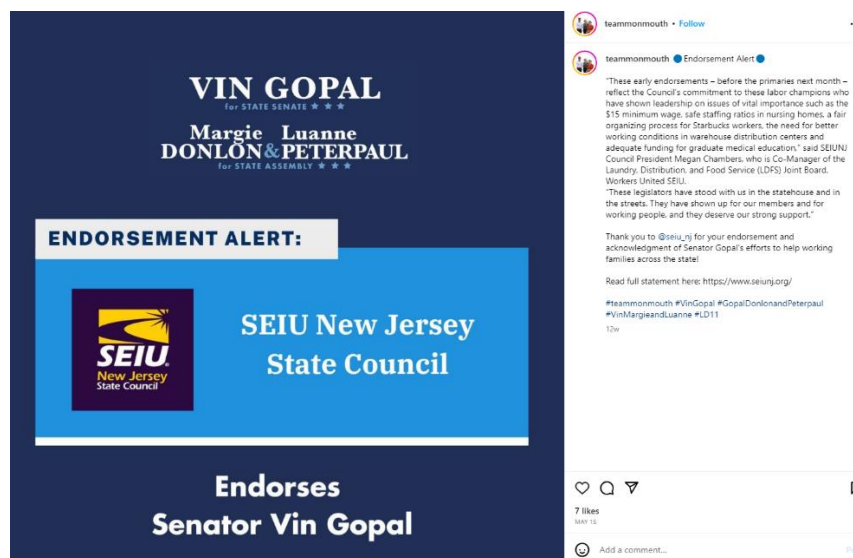 VIN GOPAL
for STATE SENATE ★ ★ ★
Margie Luanne
DONLON & PETERPAUL
for STATE ASSEMBLY ★ ★ ★
ENDORSEMENT ALERT:
SEIU
New Jersey
State Council
SEIU New Jersey
State Council
Endorses
Senator Vin Gopal
teammonmouth • Follow
teammonmouth 🔵Endorsement Alert🔵
"These early endorsements – before the primaries next month –
reflect the Council's commitment to these labor champions who
have shown leadership on issues of vital importance such as the
$15 minimum wage, safe staffing ratios in nursing homes, a fair
organizing process for Starbucks workers, the need for better
working conditions in warehouse distribution centers and
adequate funding for graduate medical education," said SEIUNJ
Council President Megan Chambers, who is Co-Manager of the
Laundry, Distribution, and Food Service (LDFS) Joint Board,
Workers United SEIU.
"These legislators have stood with us in the statehouse and in
the streets. They have shown up for our members and for
working people, and they deserve our strong support."
Thank you to @seiu_nj for your endorsement and
acknowledgment of Senator Gopal's efforts to help working
families across the state!
Read full statement here: https://www.seiunj.org/
#teammonmouth #VinGopal #GopalDonlonandPeterpaul
#VinMargieandLuanne #LD11
12w
7 likes
MAY 15
Add a comment...